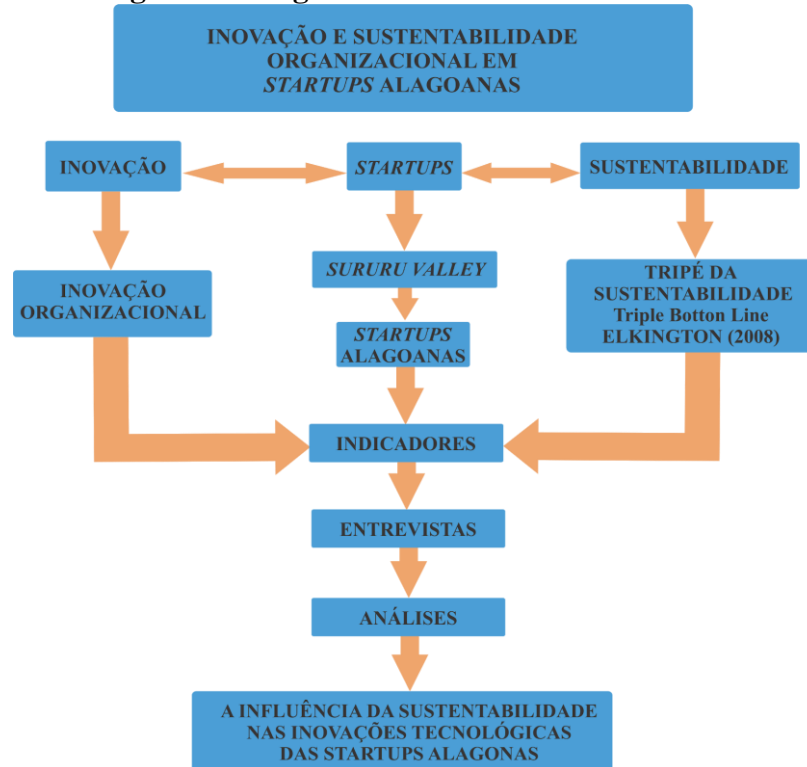 INOVAÇÃO E SUSTENTABILIDADE
ORGANIZACIONAL EM
STARTUPS ALAGOANAS
INOVAÇÃO
STARTUPS
SUSTENTABILIDADE
INOVAÇÃO
ORGANIZACIONAL
SURURU VALLEY
STARTUPS
ALAGOANAS
TRIPÉ DA
SUSTENTABILIDADE
Triple Botton Line
ELKINGTON (2008)
INDICADORES
ENTREVISTAS
ANÁLISES
A INFLUÊNCIA DA SUSTENTABILIDADE
NAS INOVAÇÕES TECNOLÓGICAS
DAS STARTUPS ALAGONAS